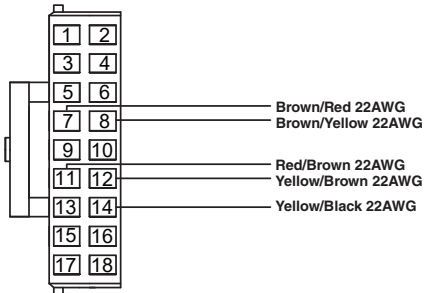 1 2
3 4
5 6
Brown/Red 22AWG
7 8
Brown/Yellow 22AWG
9 10
Red/Brown 22AWG
11 12
Yellow/Brown 22AWG
13 14
Yellow/Black 22AWG
15 16
17 18